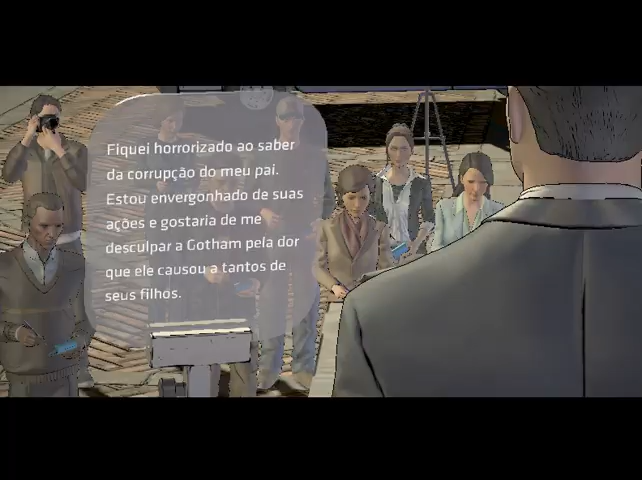 Fiquei horrorizado ao saber
da corrupção do meu pai.
Estou envergonhado de suas
ações e gostaria de me
desculpar a Gotham pela dor
que ele causou a tantos de
seus filhos.